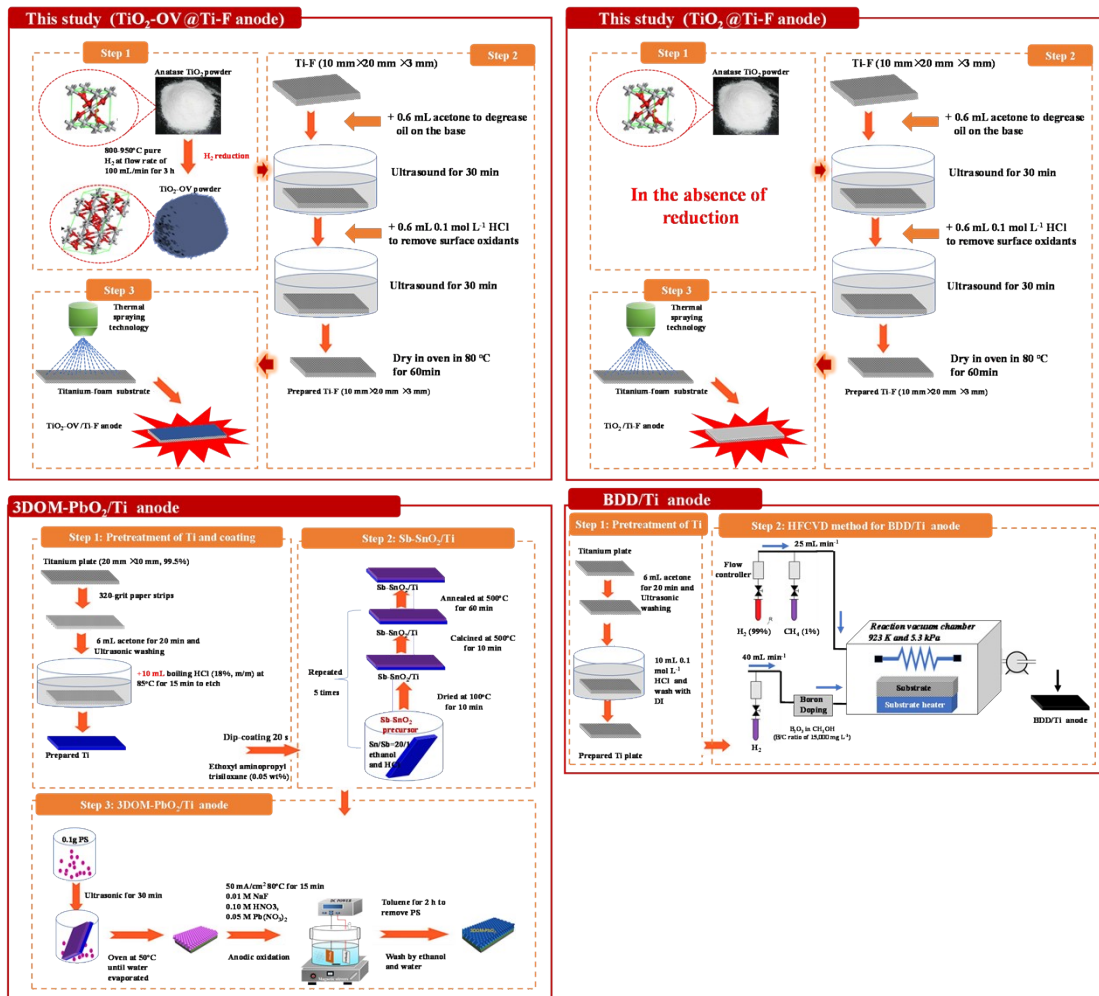 This study (TiO₂-OV@Ti-F anode)
Step 1
Anatase TiO₂ powder
800-950°C pure
H₂ at flow rate of
100 mL/min for 3 h
H₂ reduction
TiO₂-OV powder
Step 2
Ti-F (10 mm×20 mm ×3 mm)
+ 0.6 mL acetone to degrease
oil on the base
Ultrasound for 30 min
+ 0.6 mL 0.1 mol L⁻¹ HCl
to remove surface oxidants
Ultrasound for 30 min
Dry in oven in 80 °C
for 60min
Prepared Ti-F (10 mm×20 mm ×3 mm)
Step 3
Thermal
spraying
technology
Titanium-foam substrate
TiO₂-OV/Ti-F anode
This study (TiO₂@Ti-F anode)
Step 1
Anatase TiO₂ powder
In the absence of
reduction
Step 2
Ti-F (10 mm×20 mm ×3 mm)
+ 0.6 mL acetone to degrease
oil on the base
Ultrasound for 30 min
+ 0.6 mL 0.1 mol L⁻¹ HCl
to remove surface oxidants
Ultrasound for 30 min
Dry in oven in 80 °C
for 60min
Prepared Ti-F (10 mm×20 mm ×3 mm)
Step 3
Thermal
spraying
technology
Titanium-foam substrate
TiO₂/Ti-F anode
3DOM-PbO₂/Ti anode
Step 1: Pretreatment of Ti and coating
Titanium plate (20 mm ×10 mm, 99.5%)
320-grit paper strips
6 mL acetone for 20 min and
Ultrasonic washing
+10 mL boiling HCl (18%, m/m) at
85°C for 15 min to etch
Prepared Ti
Dip-coating 20 s
Ethoxyl aminopropyl
trisiloxane (0.05 wt%)
Step 2: Sb-SnO₂/Ti
Sb-SnO₂/Ti
Annealed at 500°C
for 60 min
Sb-SnO₂/Ti
Calcined at 500°C
for 10 min
Sb-SnO₂/Ti
Repeated
5 times
Dried at 100°C
for 10 min
Sb-SnO₂
precursor
Sn/Sb=20/1
ethanol
and HCl
Step 3: 3DOM-PbO₂/Ti anode
0.1g PS
Ultrasonic for 30 min
Oven at 50°C
until water
evaporated
50 mA/cm² 80°C for 15 min
0.01 M NaF
0.10 M HNO3,
0.05 M Pb(NO₃)₂
Anodic oxidation
DC POWER
Toluene for 2 h to
remove PS
Wash by ethanol
and water
3DOM-PbO₂
BDD/Ti anode
Step 1: Pretreatment of Ti
Titanium plate
6 mL acetone
for 20 min and
Ultrasonic
washing
10 mL 0.1
mol L⁻¹
HCl and
wash with
DI
Prepared Ti plate
Step 2: HFCVD method for BDD/Ti anode
25 mL min⁻¹
Flow
controller
H₂ (99%)
CH₄ (1%)
40 mL min⁻¹
H₂
Boron
Doping
B₂O₃ in CH₃OH
(B/C ratio of 15,000 mg L⁻¹)
Reaction vacuum chamber
923 K and 5.3 kPa
Substrate
Substrate heater
BDD/Ti anode